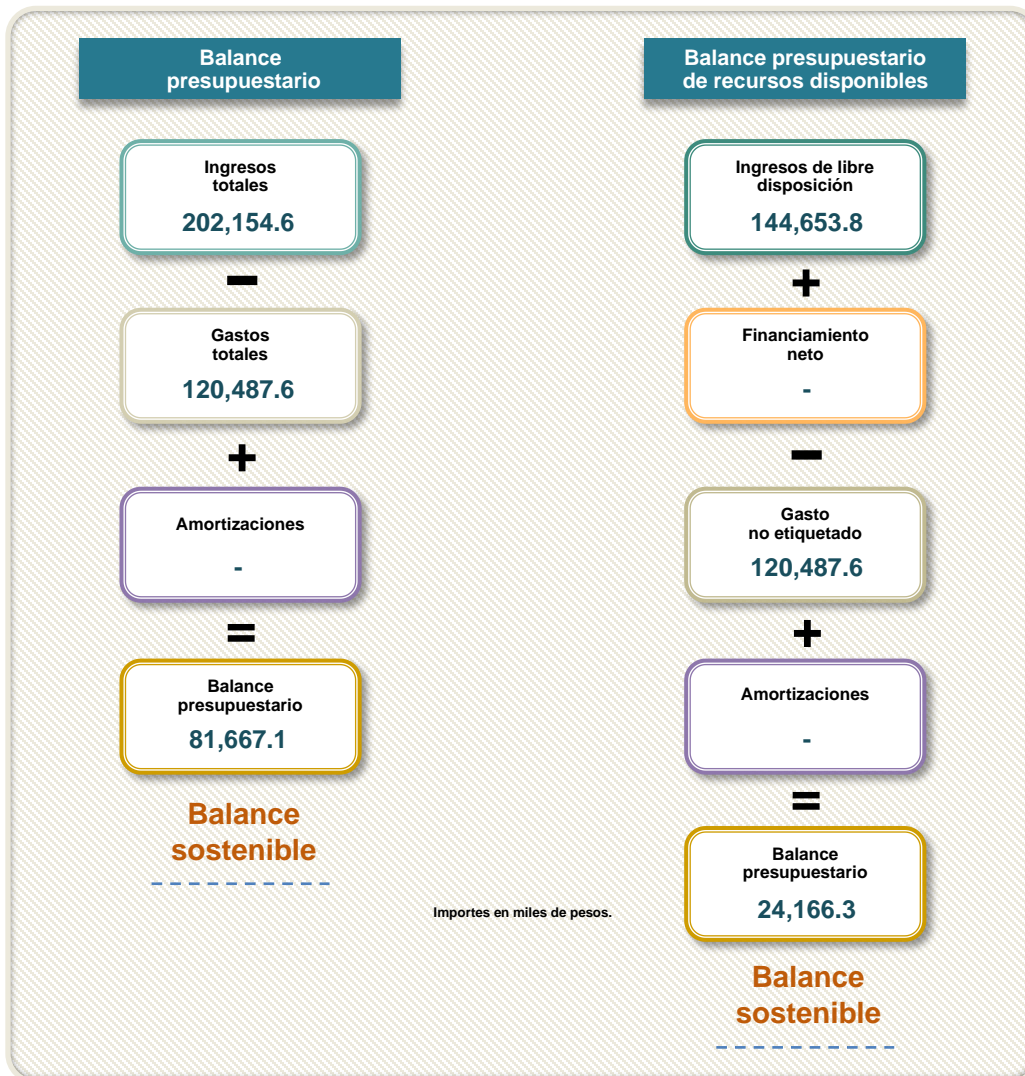 Balance
presupuestario
Ingresos
totales
202,154.6
−
Gastos
totales
120,487.6
+
Amortizaciones
-
=
Balance
presupuestario
81,667.1
Balance
sostenible
Balance presupuestario
de recursos disponibles
Ingresos de libre
disposición
144,653.8
+
Financiamiento
neto
-
−
Gasto
no etiquetado
120,487.6
+
Amortizaciones
-
=
Balance
presupuestario
24,166.3
Balance
sostenible
Importes en miles de pesos.